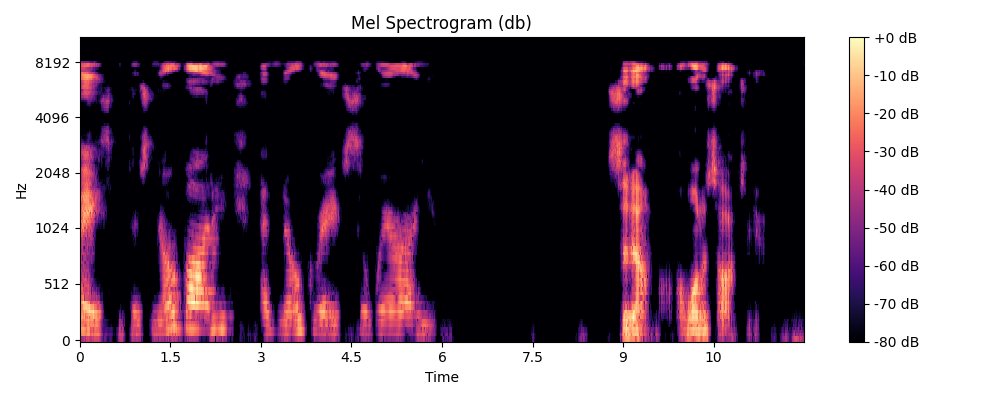 Mel Spectrogram (db)
8192
4096
2048
1024
512
0
Hz
0 1.5 3 4.5 6 7.5 9 10
Time
+0 dB
-10 dB
-20 dB
-30 dB
-40 dB
-50 dB
-60 dB
-70 dB
-80 dB